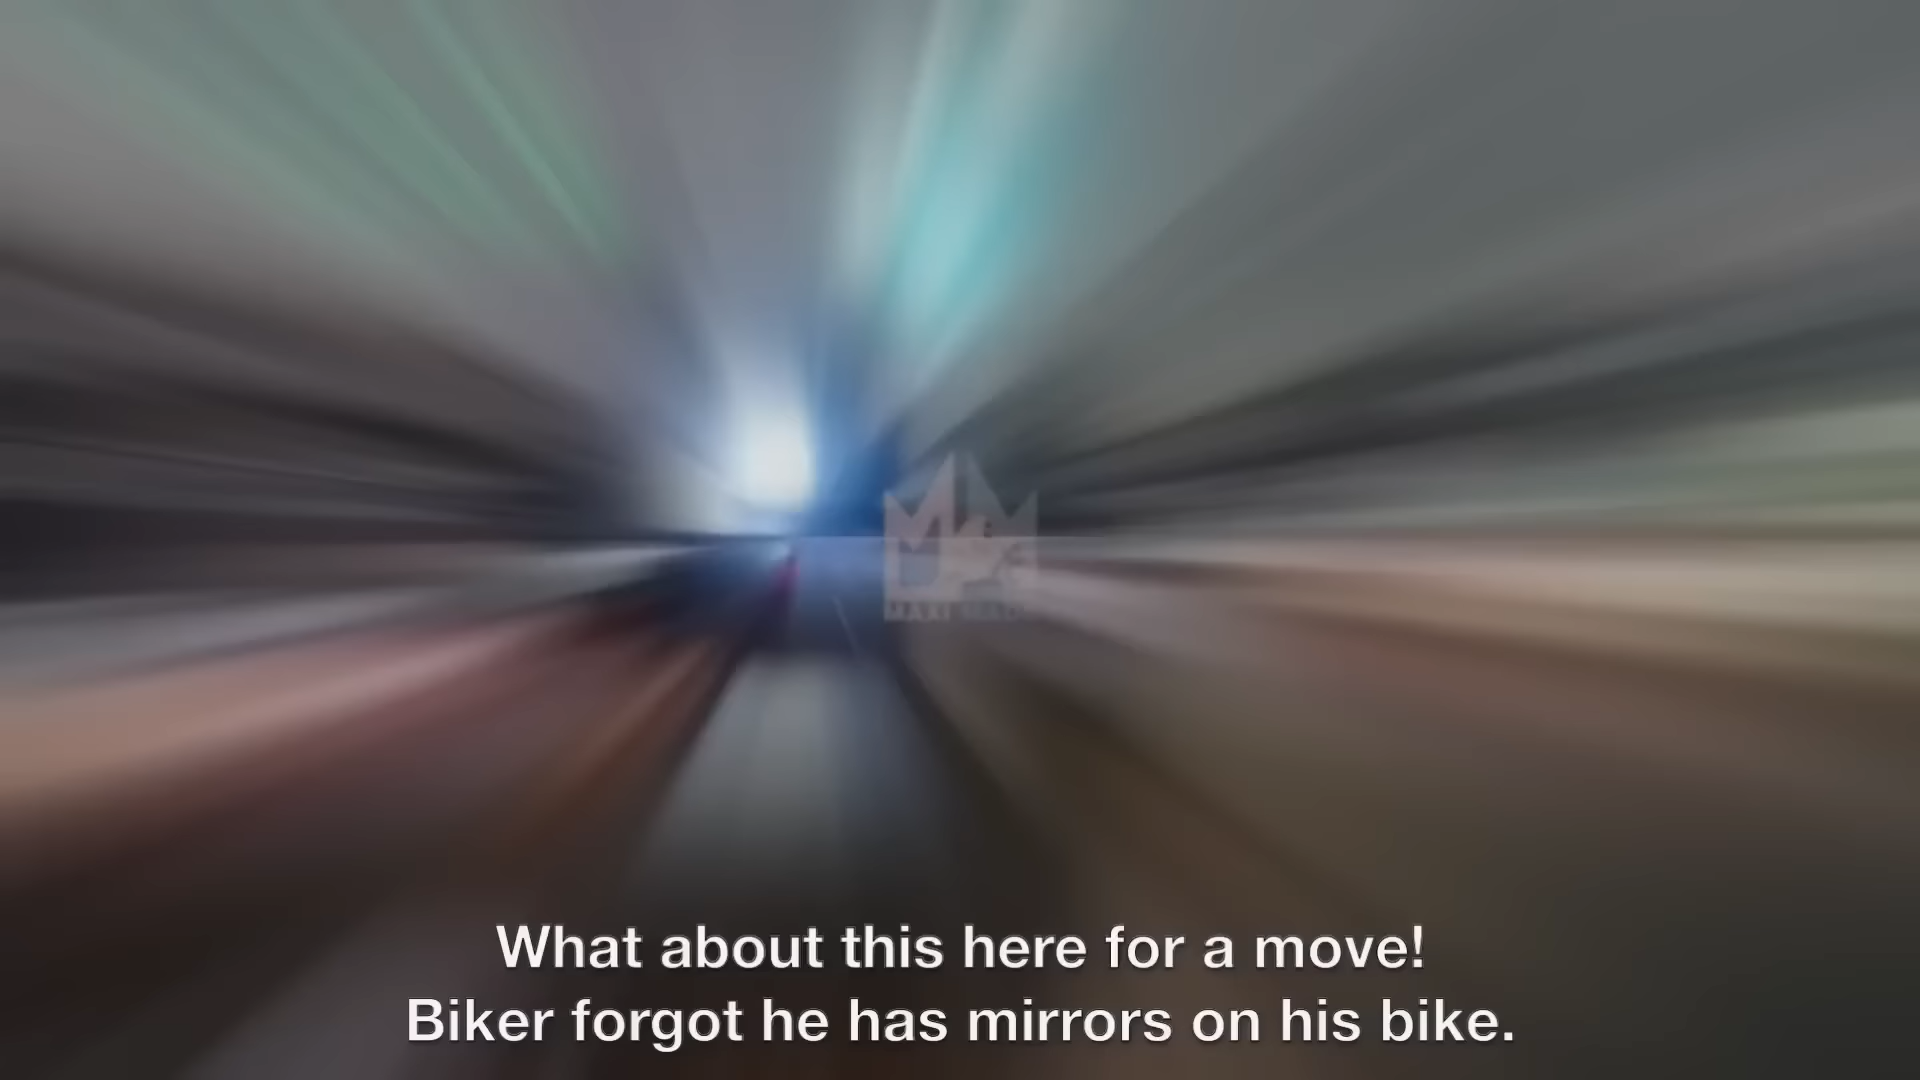 What about this here for a move!
Biker forgot he has mirrors on his bike.